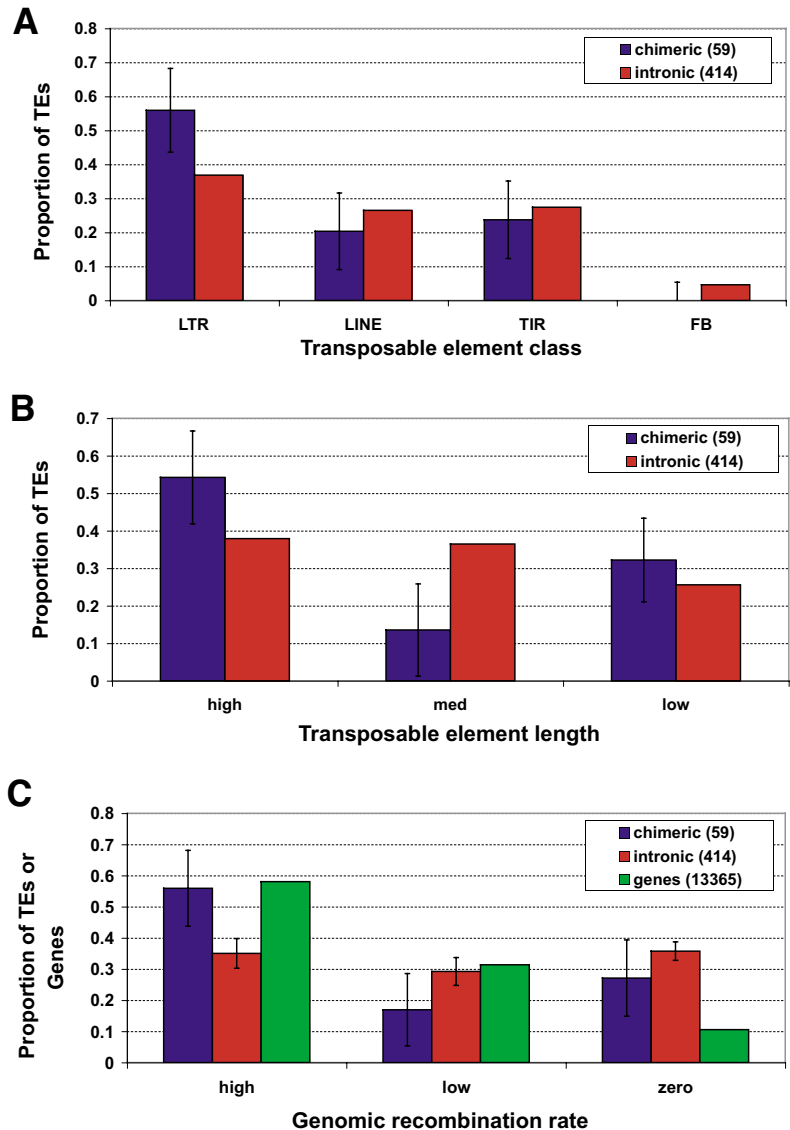 A
Proportion of TEs
0.8
0.7
0.6
0.5
0.4
0.3
0.2
0.1
0
chimeric (59)
intronic (414)
LTR
LINE
TIR
FB
Transposable element class
B
Proportion of TEs
0.7
0.6
0.5
0.4
0.3
0.2
0.1
0
chimeric (59)
intronic (414)
high
med
low
Transposable element length
C
Proportion of TEs or
Genes
0.8
0.7
0.6
0.5
0.4
0.3
0.2
0.1
0
chimeric (59)
intronic (414)
genes (13365)
high
low
zero
Genomic recombination rate